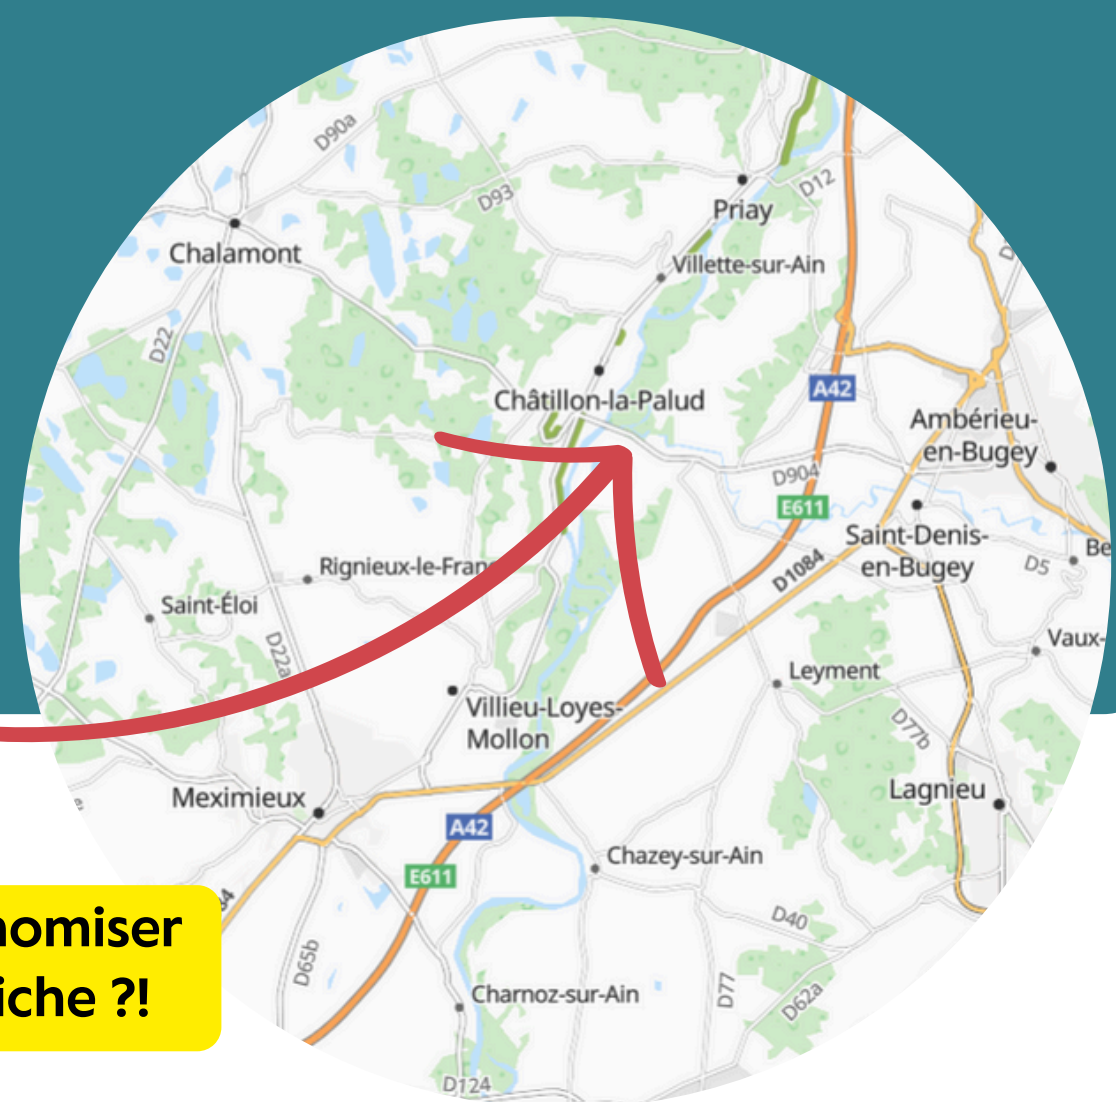 D90a
D93
D12
Priay
Chalamont
Villette-sur-Ain
D22
A42
Châtillon-la-Palud
Ambérieu-
en-Bugey
D904
E611
Saint-Denis-
en-Bugey
D1084
D5
Rignieux-le-Franc
Saint-Éloi
D22a
Vaux-
Leyment
Villieu-Loyes-
Mollon
D77b
Lagnieu
Meximieux
A42
Chazey-sur-Ain
E611
D40
nomiser
iche ?!
D65b
Charnoz-sur-Ain
D77
D62a
D124